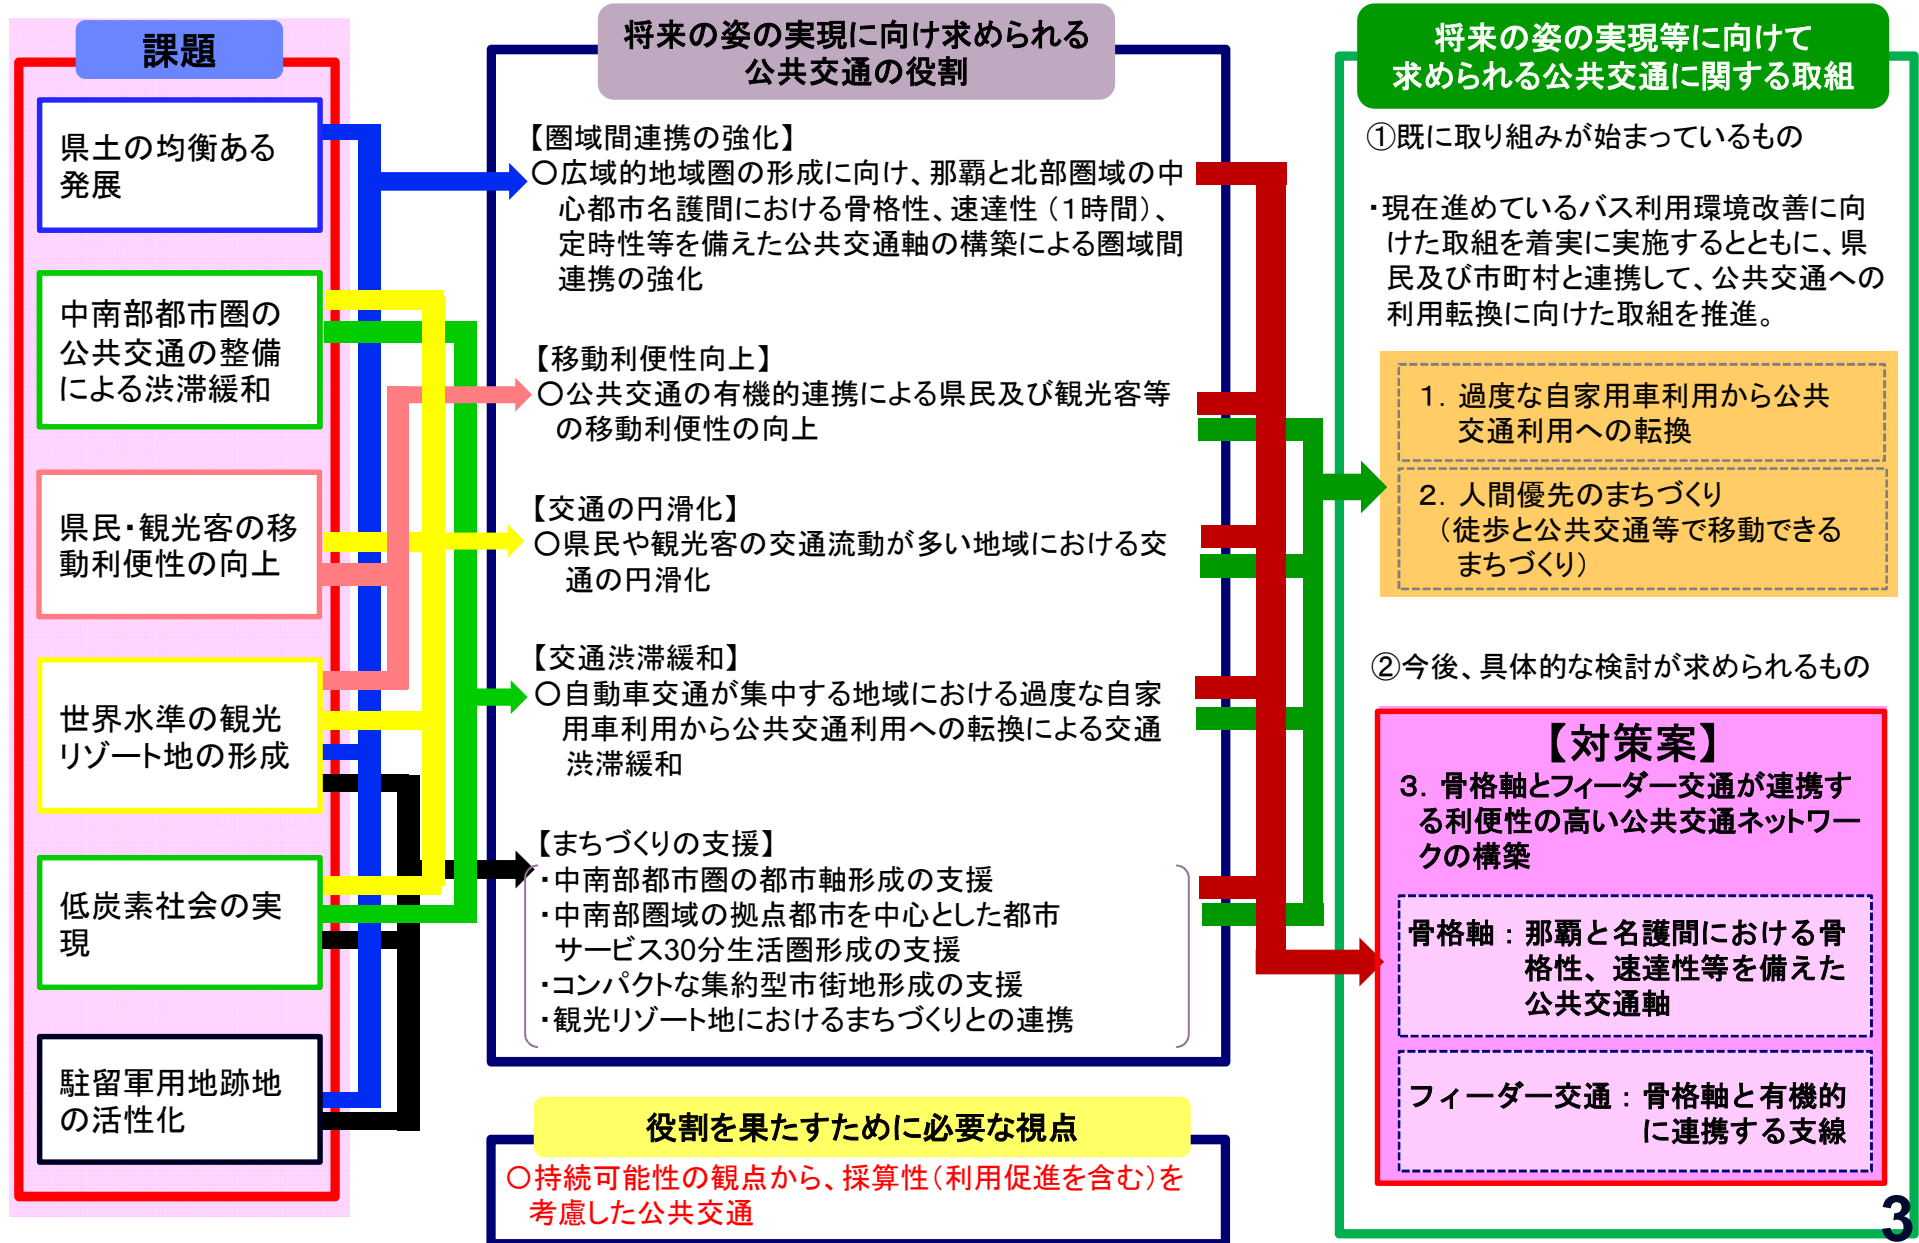 課題
県土の均衡ある
発展
中南部都市圏の
公共交通の整備
による渋滞緩和
県民・観光客の移
動利便性の向上
世界水準の観光
リゾート地の形成
低炭素社会の実
現
駐留軍用地跡地
の活性化
将来の姿の実現に向け求められる
公共交通の役割
【圏域間連携の強化】
○広域的地域圏の形成に向け、那覇と北部圏域の中
心都市名護間における骨格性、速達性（1時間）、
定時性等を備えた公共交通軸の構築による圏域間
連携の強化
【移動利便性向上】
○公共交通の有機的連携による県民及び観光客等
の移動利便性の向上
【交通の円滑化】
○県民や観光客の交通流動が多い地域における交
通の円滑化
【交通渋滞緩和】
○自動車交通が集中する地域における過度な自家
用車利用から公共交通利用への転換による交通
渋滞緩和
【まちづくりの支援】
・中南部都市圏の都市軸形成の支援
・中南部圏域の拠点都市を中心とした都市
サービス30分生活圏形成の支援
・コンパクトな集約型市街地形成の支援
・観光リゾート地におけるまちづくりとの連携
役割を果たすために必要な視点
○持続可能性の観点から、採算性（利用促進を含む）を
考慮した公共交通
将来の姿の実現等に向けて
求められる公共交通に関する取組
①既に取り組みが始まっているもの
・現在進めているバス利用環境改善に向
けた取組を着実に実施するとともに、県
民及び市町村と連携して、公共交通への
利用転換に向けた取組を推進。
１．過度な自家用車利用から公共
交通利用への転換
２．人間優先のまちづくり
（徒歩と公共交通等で移動できる
まちづくり）
②今後、具体的な検討が求められるもの
【対策案】
３．骨格軸とフィーダー交通が連携す
る利便性の高い公共交通ネットワー
クの構築
骨格軸：那覇と名護間における骨
格性、速達性等を備えた
公共交通軸
フィーダー交通：骨格軸と有機的
に連携する支線
3